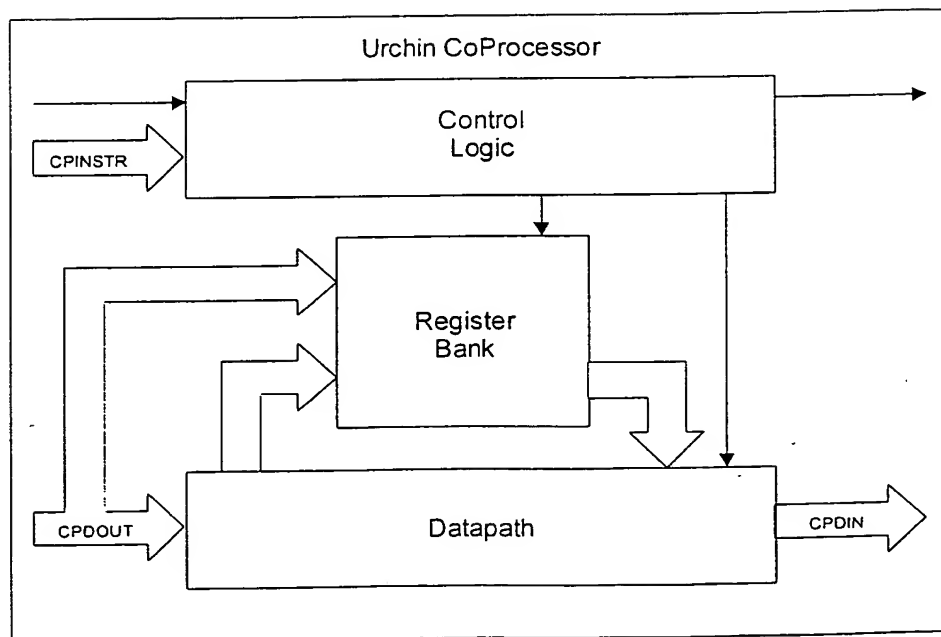 Urchin CoProcessor
Control
Logic
CPINSTR
Register
Bank
CPDOUT
Datapath
CPDIN